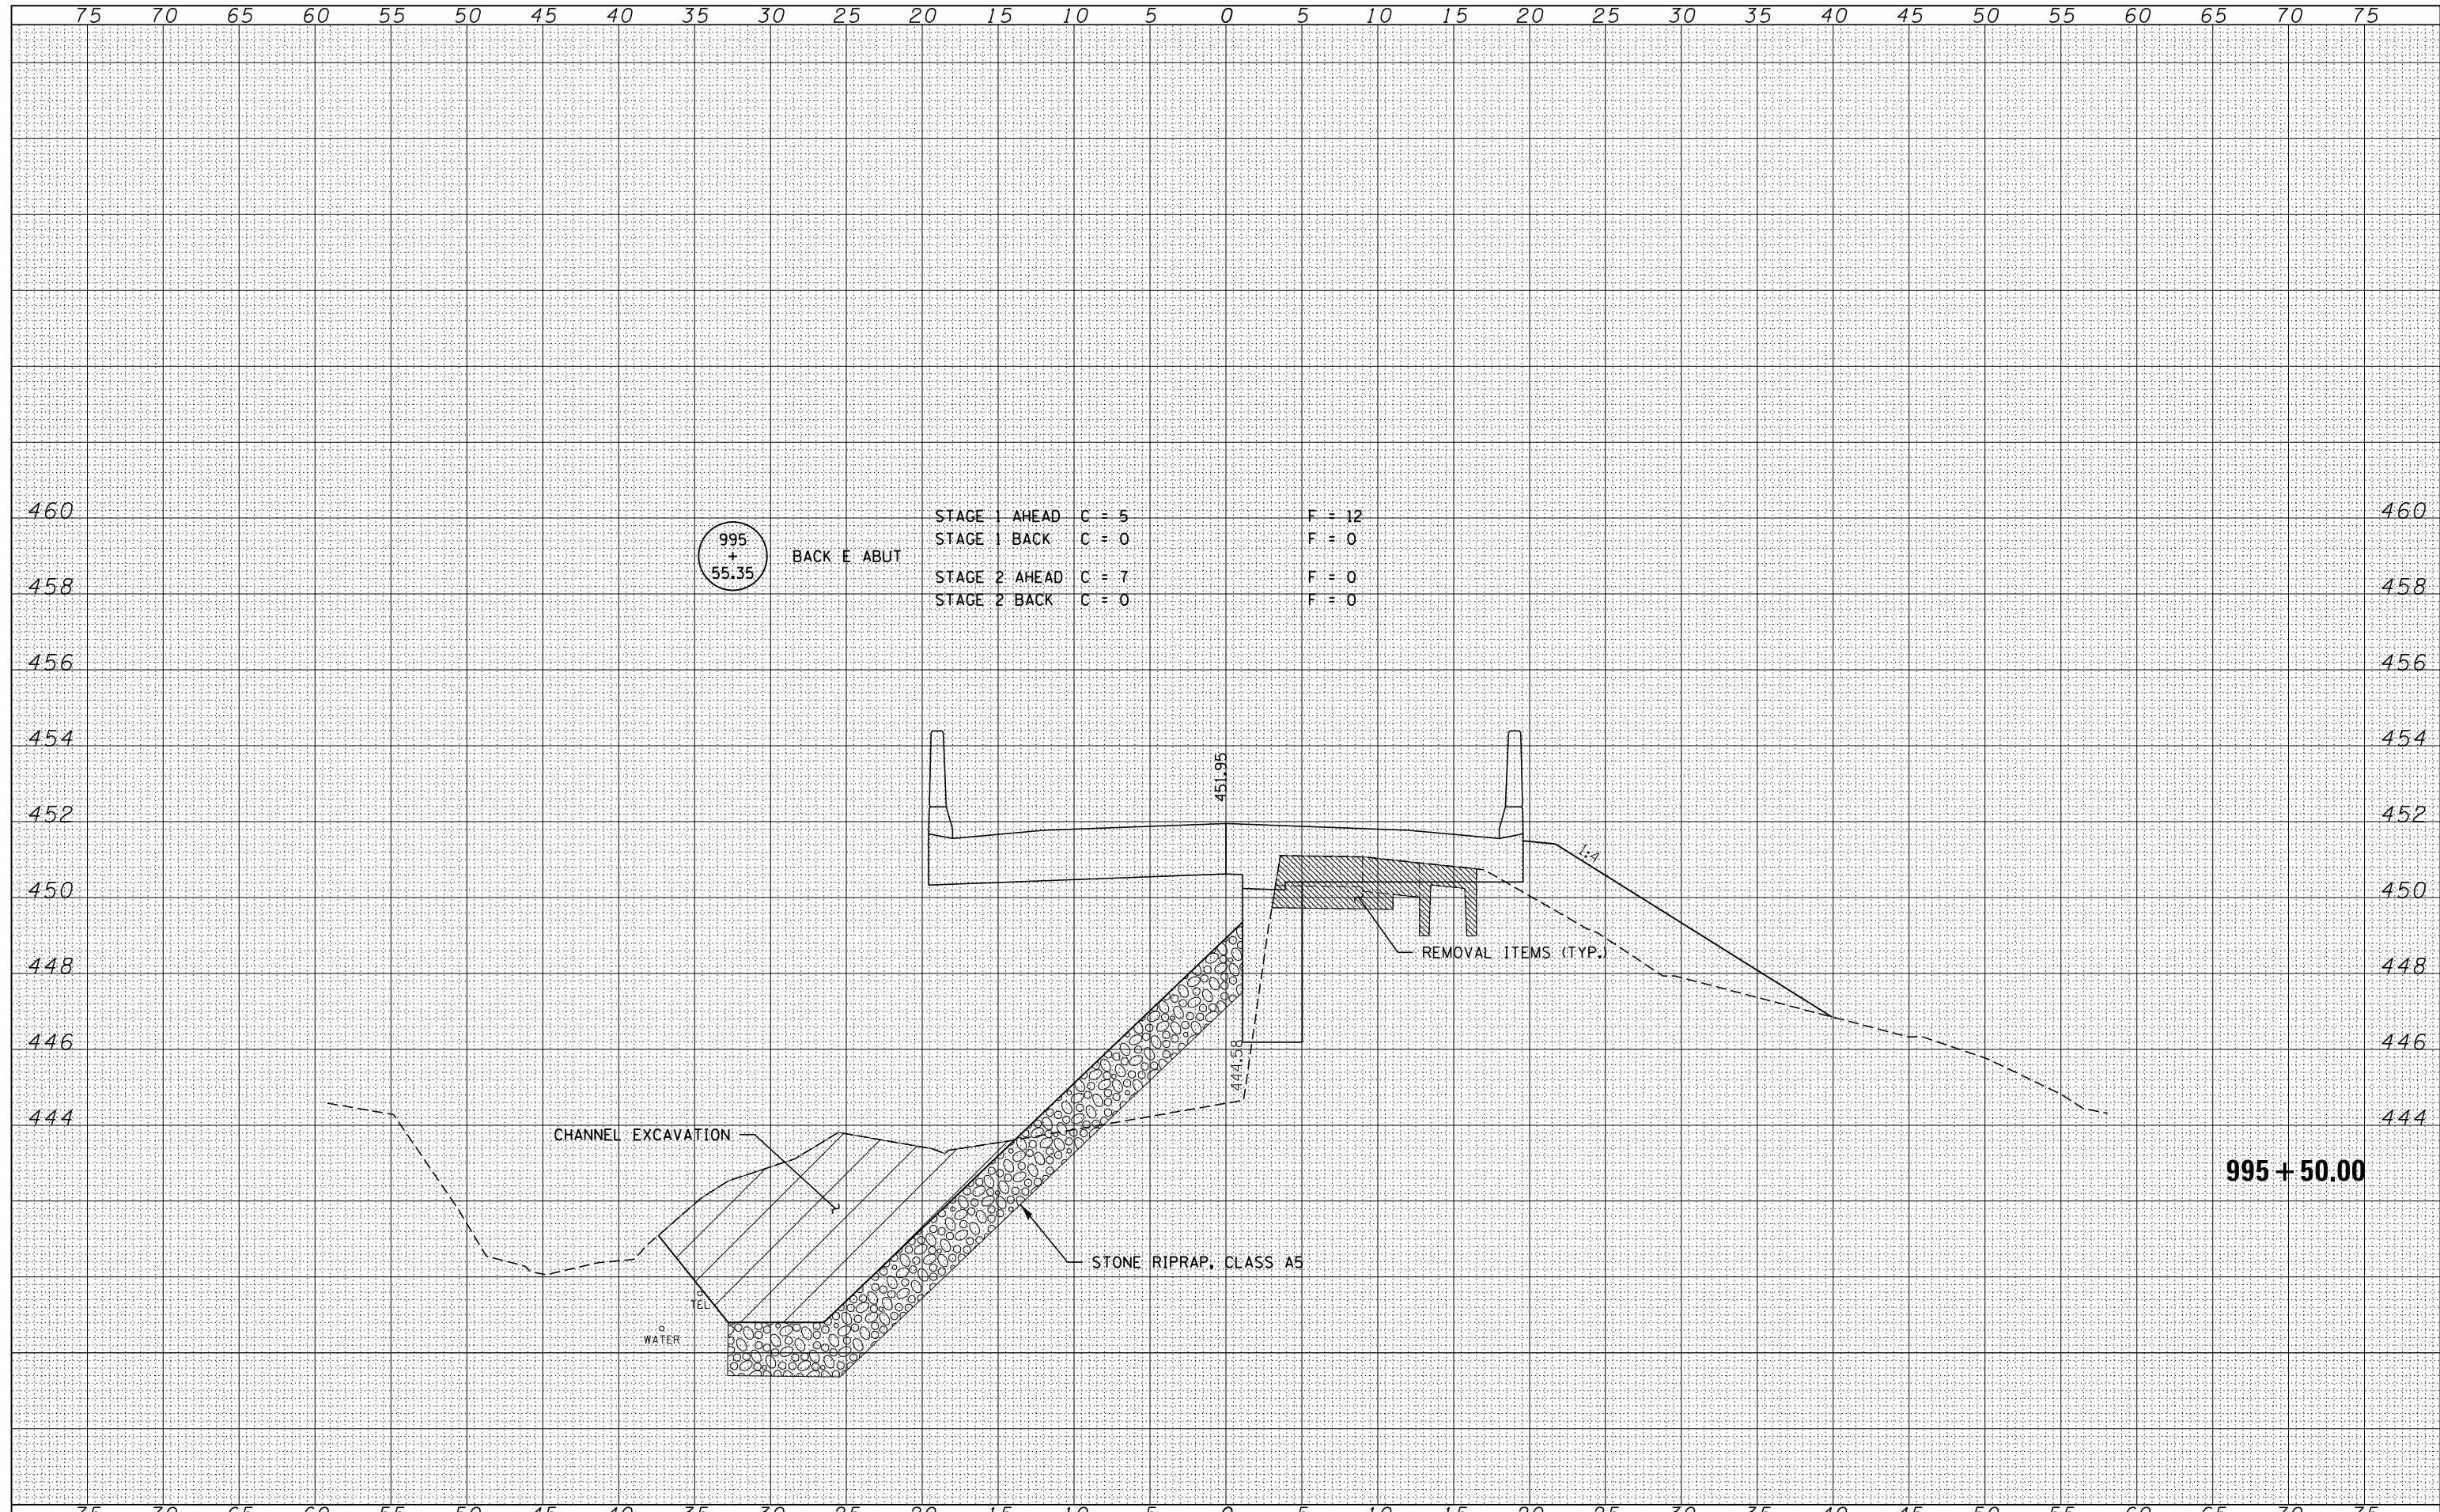 75 70 65 60 55 50 45 40 35 30 25 20 15 10 5 0 5 10 15 20 25 30 35 40 45 50 55 60 65 70 75
460 460
STAGE 1 AHEAD C = 5 F = 12
STAGE 1 BACK C = 0 F = 0
995
+
55.35
BACK E ABUT
STAGE 2 AHEAD C = 7 F = 0
STAGE 2 BACK C = 0 F = 0
458 458
456 456
454 454
451.95
452 452
1:4
450 450
REMOVAL ITEMS (TYP.)
448 448
446 446
444.58
444 444
CHANNEL EXCAVATION
995 + 50.00
STONE RIPRAP, CLASS A5
TEL
WATER
75 70 65 60 55 50 45 40 35 30 25 20 15 10 5 0 5 10 15 20 25 30 35 40 45 50 55 60 65 70 75